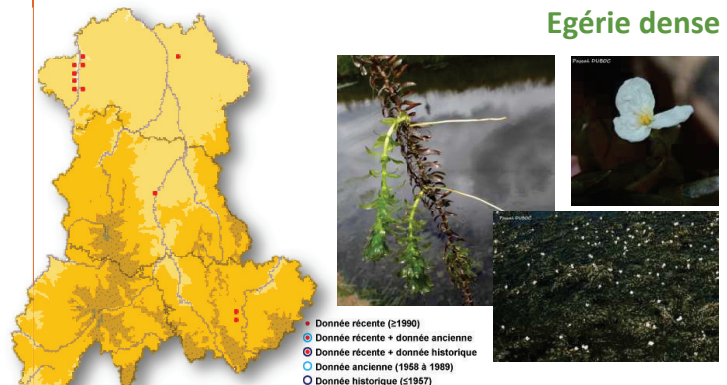 Egérie dense
Pascal DUBOC
Pascal DUBOC
Donnée récente (≥1990)
Donnée récente + donnée ancienne
Donnée récente + donnée historique
Donnée ancienne (1958 à 1989)
Donnée historique (≤1957)